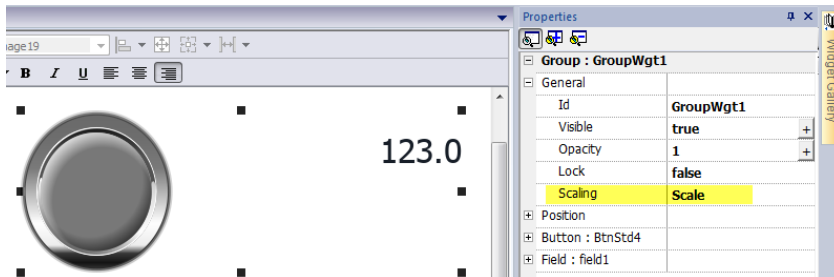 Properties
nage19
B I U
123.0
Group : GroupWgt1
General
Id GroupWgt1
Visible true +
Opacity 1 +
Lock false
Scaling Scale
Position
Button : BtnStd4
Field : field1
Widget Gallery